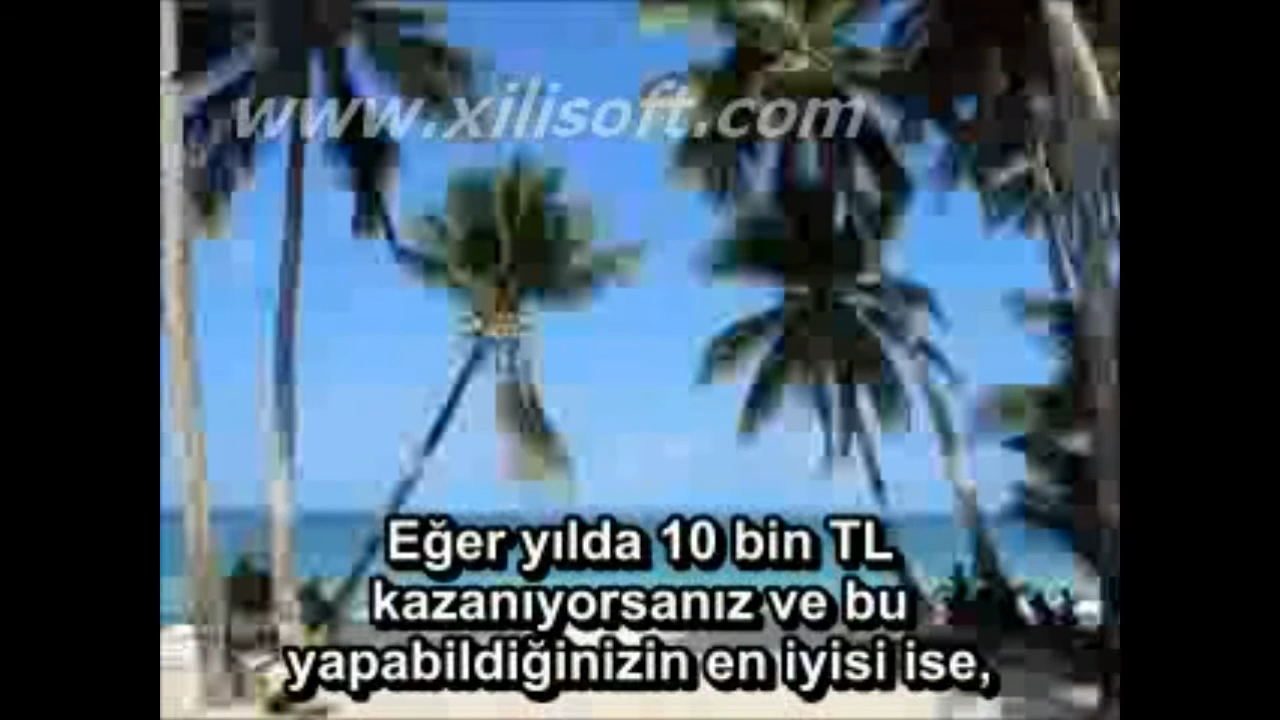 www.xilisoft.com
Eğer yılda 10 bin TL
kazanıyorsanız ve bu
yapabildiğinizin en iyisi ise,